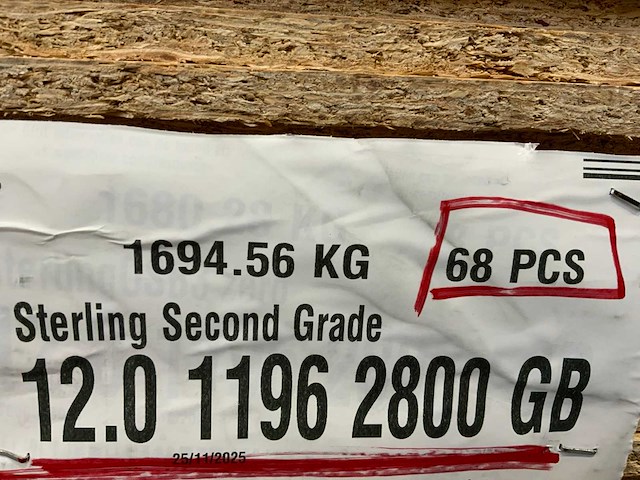 1694.56 KG
68 PCS
Sterling Second Grade
12.0 1196 2800 GB
25/11/2025